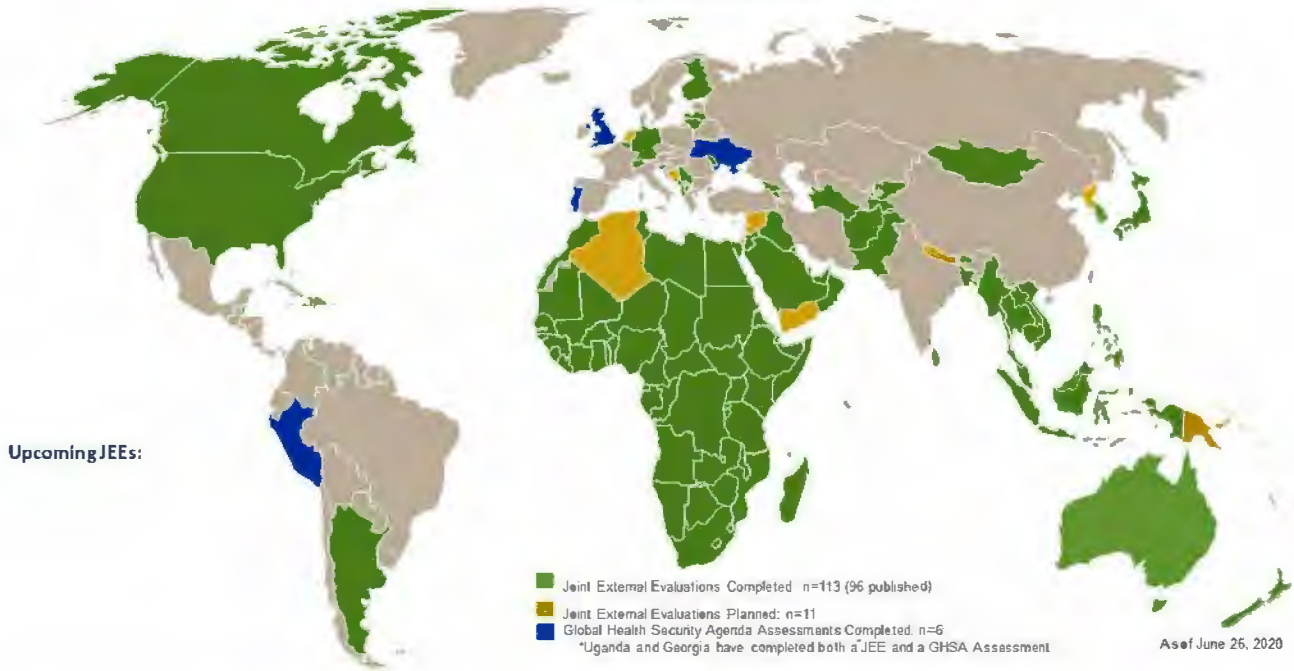 Upcoming JEEs:
Joint External Evaluations Completed n=113 (96 published)
Joint External Evaluations Planned: n=11
Global Health Security Agenda Assessments Completed: n=6
*Uganda and Georgia have completed both a JEE and a GHSA Assessment
As of June 26, 2020